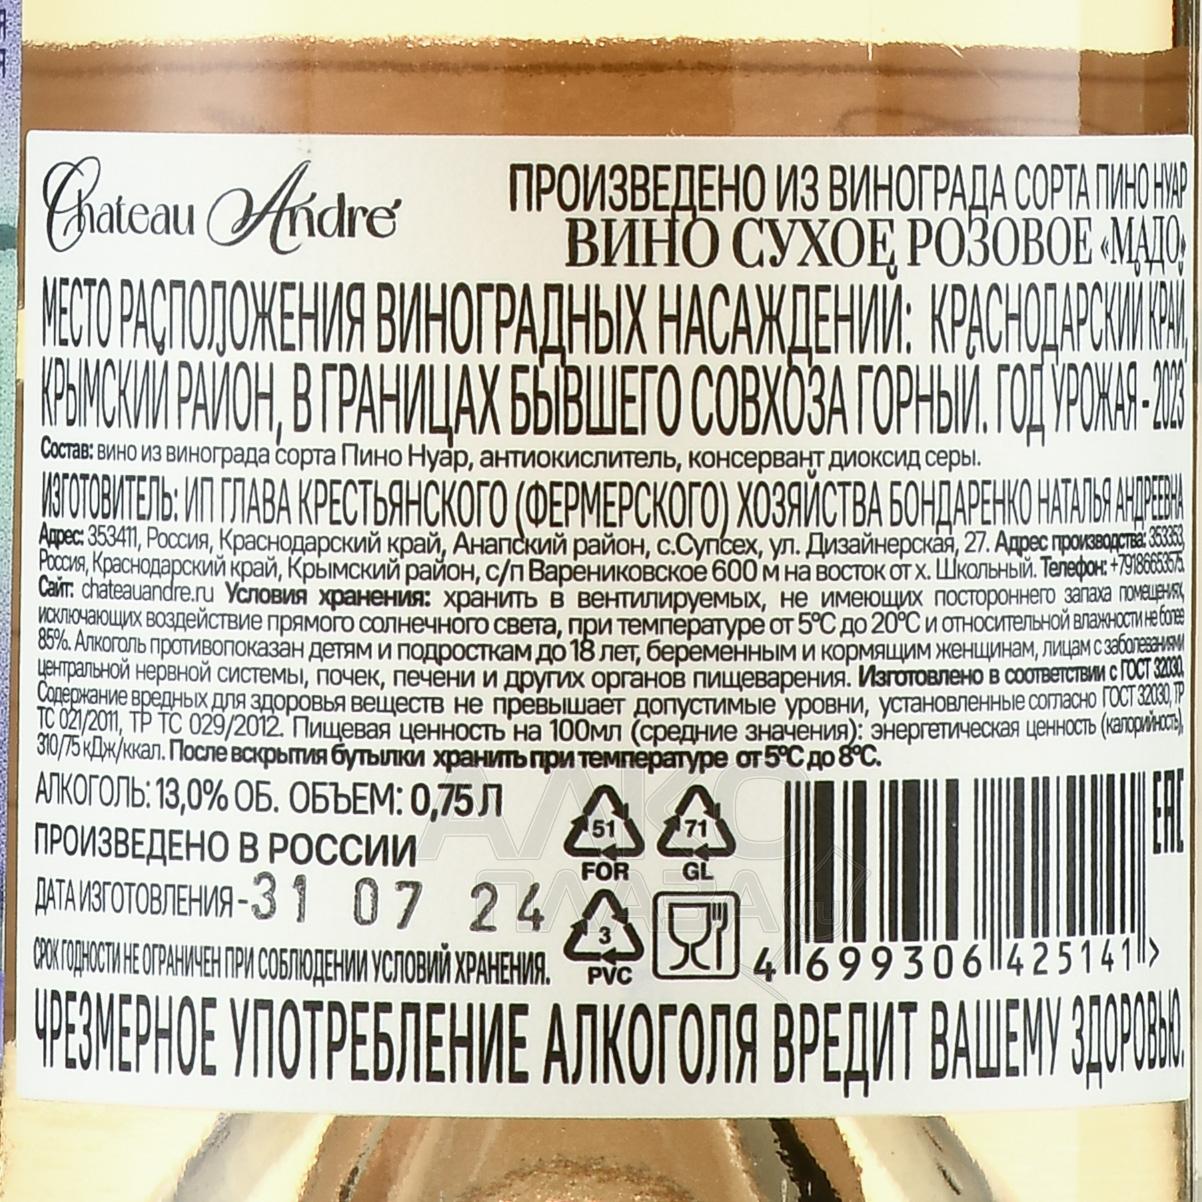 Chateau André
ПРОИЗВЕДЕНО ИЗ ВИНОГРАДА СОРТА ПИНО НУАР
ВИНО СУХОЕ РОЗОВОЕ «МАДО»
МЕСТО РАСПОЛОЖЕНИЯ ВИНОГРАДНЫХ НАСАЖДЕНИЙ: КРАСНОДАРСКИЙ КРАЙ,
КРЫМСКИЙ РАЙОН, В ГРАНИЦАХ БЫВШЕГО СОВХОЗА ГОРНЫЙ. ГОД УРОЖАЯ - 2023
Состав: вино из винограда сорта Пино Нуар, антиокислитель, консервант диоксид серы.
ИЗГОТОВИТЕЛЬ: ИП ГЛАВА КРЕСТЬЯНСКОГО (ФЕРМЕРСКОГО) ХОЗЯЙСТВА БОНДАРЕНКО НАТАЛЬЯ АНДРЕЕВНА
Адрес: 353411, Россия, Краснодарский край, Анапский район, с.Супсех, ул. Дизайнерская, 27. Адрес производства: 353353,
Россия, Краснодарский край, Крымский район, с/п Варениковское 600 м на восток от х. Школьный. Телефон: +79186653575.
Сайт: chateauandre.ru Условия хранения: хранить в вентилируемых, не имеющих постороннего запаха помещениях,
исключающих воздействие прямого солнечного света, при температуре от 5°С до 20°С и относительной влажности не более
85%. Алкоголь противопоказан детям и подросткам до 18 лет, беременным и кормящим женщинам, лицам с заболеваниями
центральной нервной системы, почек, печени и других органов пищеварения. Изготовлено в соответствии с ГОСТ 32030.
Содержание вредных для здоровья веществ не превышает допустимые уровни, установленные согласно ГОСТ 32030, ТР
ТС 021/2011, ТР ТС 029/2012. Пищевая ценность на 100мл (средние значения): энергетическая ценность (калорийность),
310/75 кДж/ккал. После вскрытия бутылки хранить при температуре от 5°С до 8°С.
АЛКОГОЛЬ: 13,0% ОБ. ОБЪЕМ: 0,75 Л
ПРОИЗВЕДЕНО В РОССИИ
ДАТА ИЗГОТОВЛЕНИЯ - 31 07 24
СРОК ГОДНОСТИ НЕ ОГРАНИЧЕН ПРИ СОБЛЮДЕНИИ УСЛОВИЙ ХРАНЕНИЯ.
51
FOR
71
GL
3
PVC
EAC
4 699306 425141 >
ЧРЕЗМЕРНОЕ УПОТРЕБЛЕНИЕ АЛКОГОЛЯ ВРЕДИТ ВАШЕМУ ЗДОРОВЬЮ.
АЛКО
ПЛАЗА